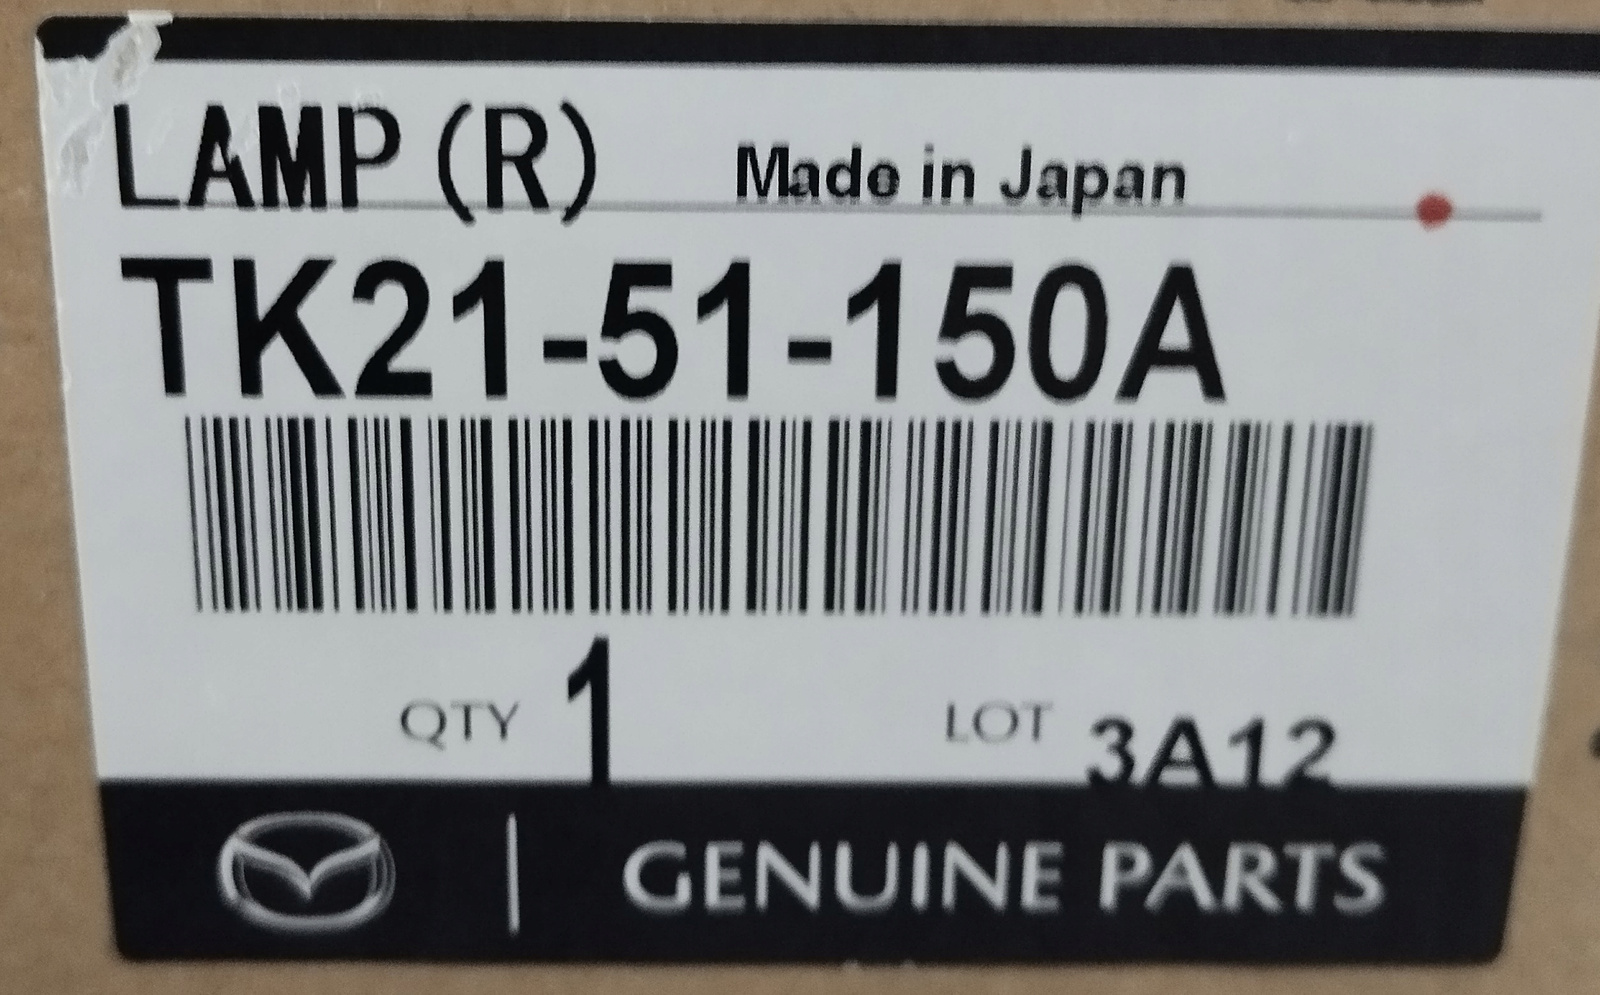 LAMP (R) Made in Japan
TK21-51-150A
QTY 1 LOT 3A12
GENUINE PARTS